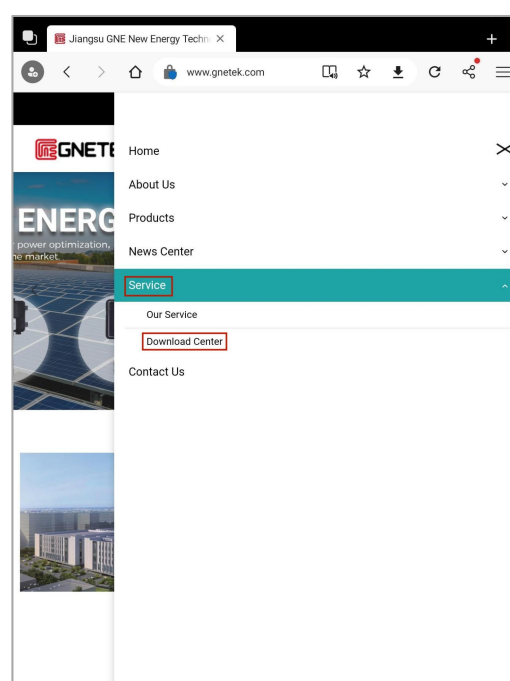 Jiangsu GNE New Energy Techn
www.gnetek.com
GNETE
Home
ENERG
power optimization,
he market
About Us
Products
News Center
Service
Our Service
Download Center
Contact Us